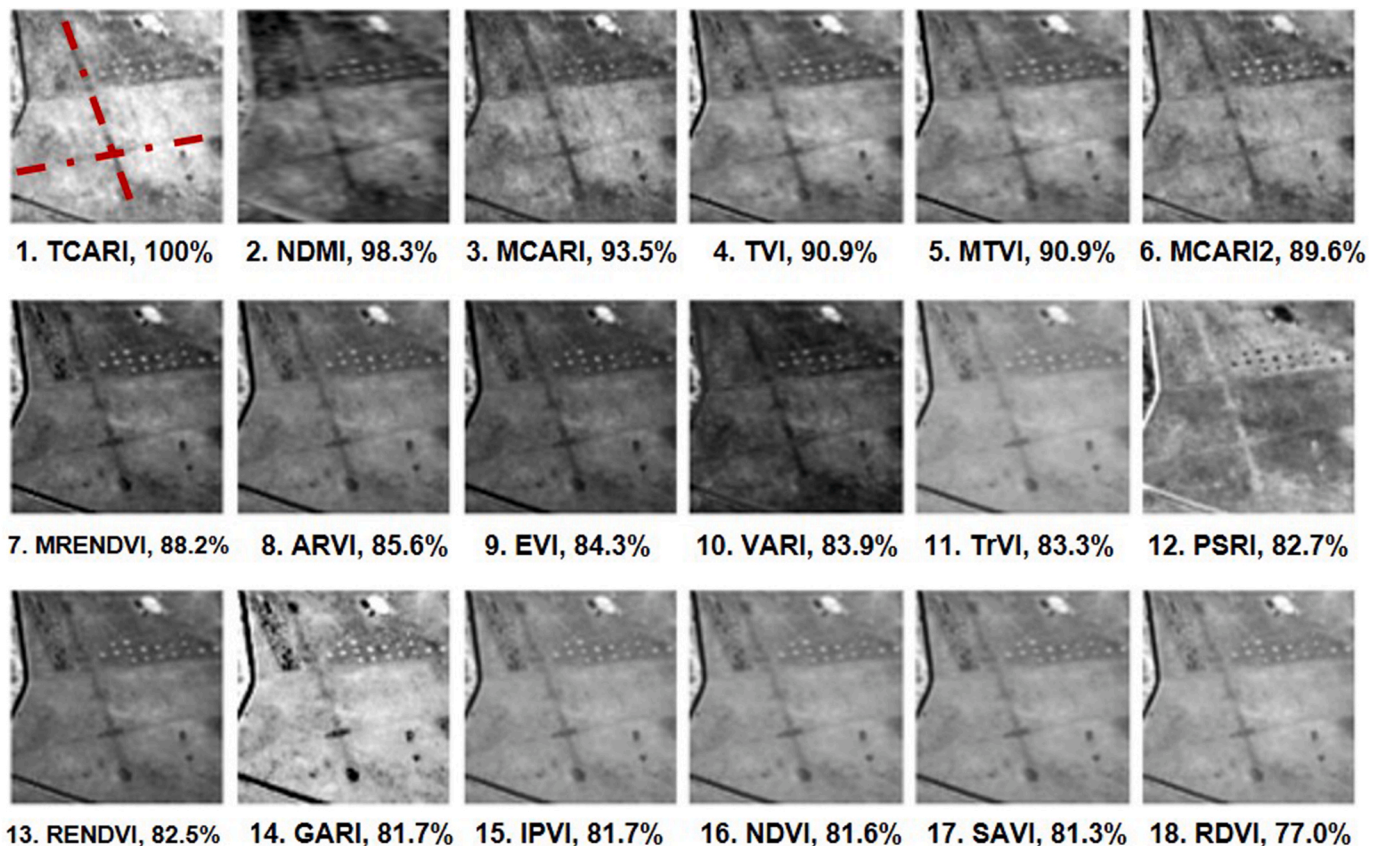 1. TCARI, 100% 2. NDMI, 98.3% 3. MCARI, 93.5% 4. TVI, 90.9% 5. MTVI, 90.9% 6. MCARI2, 89.6%
7. MRENDVI, 88.2% 8. ARVI, 85.6% 9. EVI, 84.3% 10. VARI, 83.9% 11. TrVI, 83.3% 12. PSRI, 82.7%
13. RENDVI, 82.5% 14. GARI, 81.7% 15. IPVI, 81.7% 16. NDVI, 81.6% 17. SAVI, 81.3% 18. RDVI, 77.0%